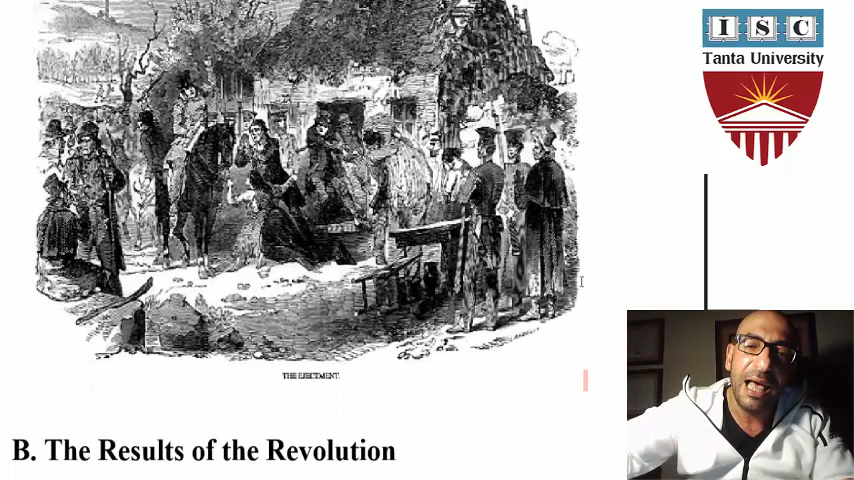 I S C
Tanta University
THE EJECTMENT.
B. The Results of the Revolution